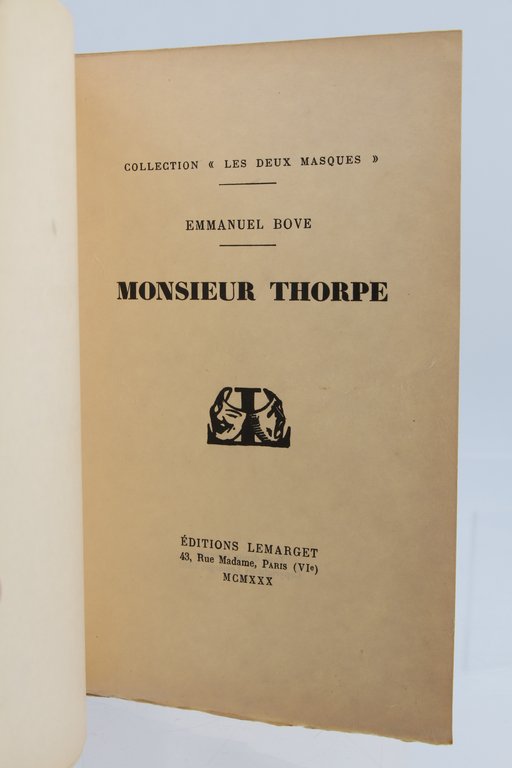 COLLECTION « LES DEUX MASQUES »
EMMANUEL BOVE
MONSIEUR THORPE
ÉDITIONS LEMARGET
43, Rue Madame, PARIS (VIe)
MCMXXX